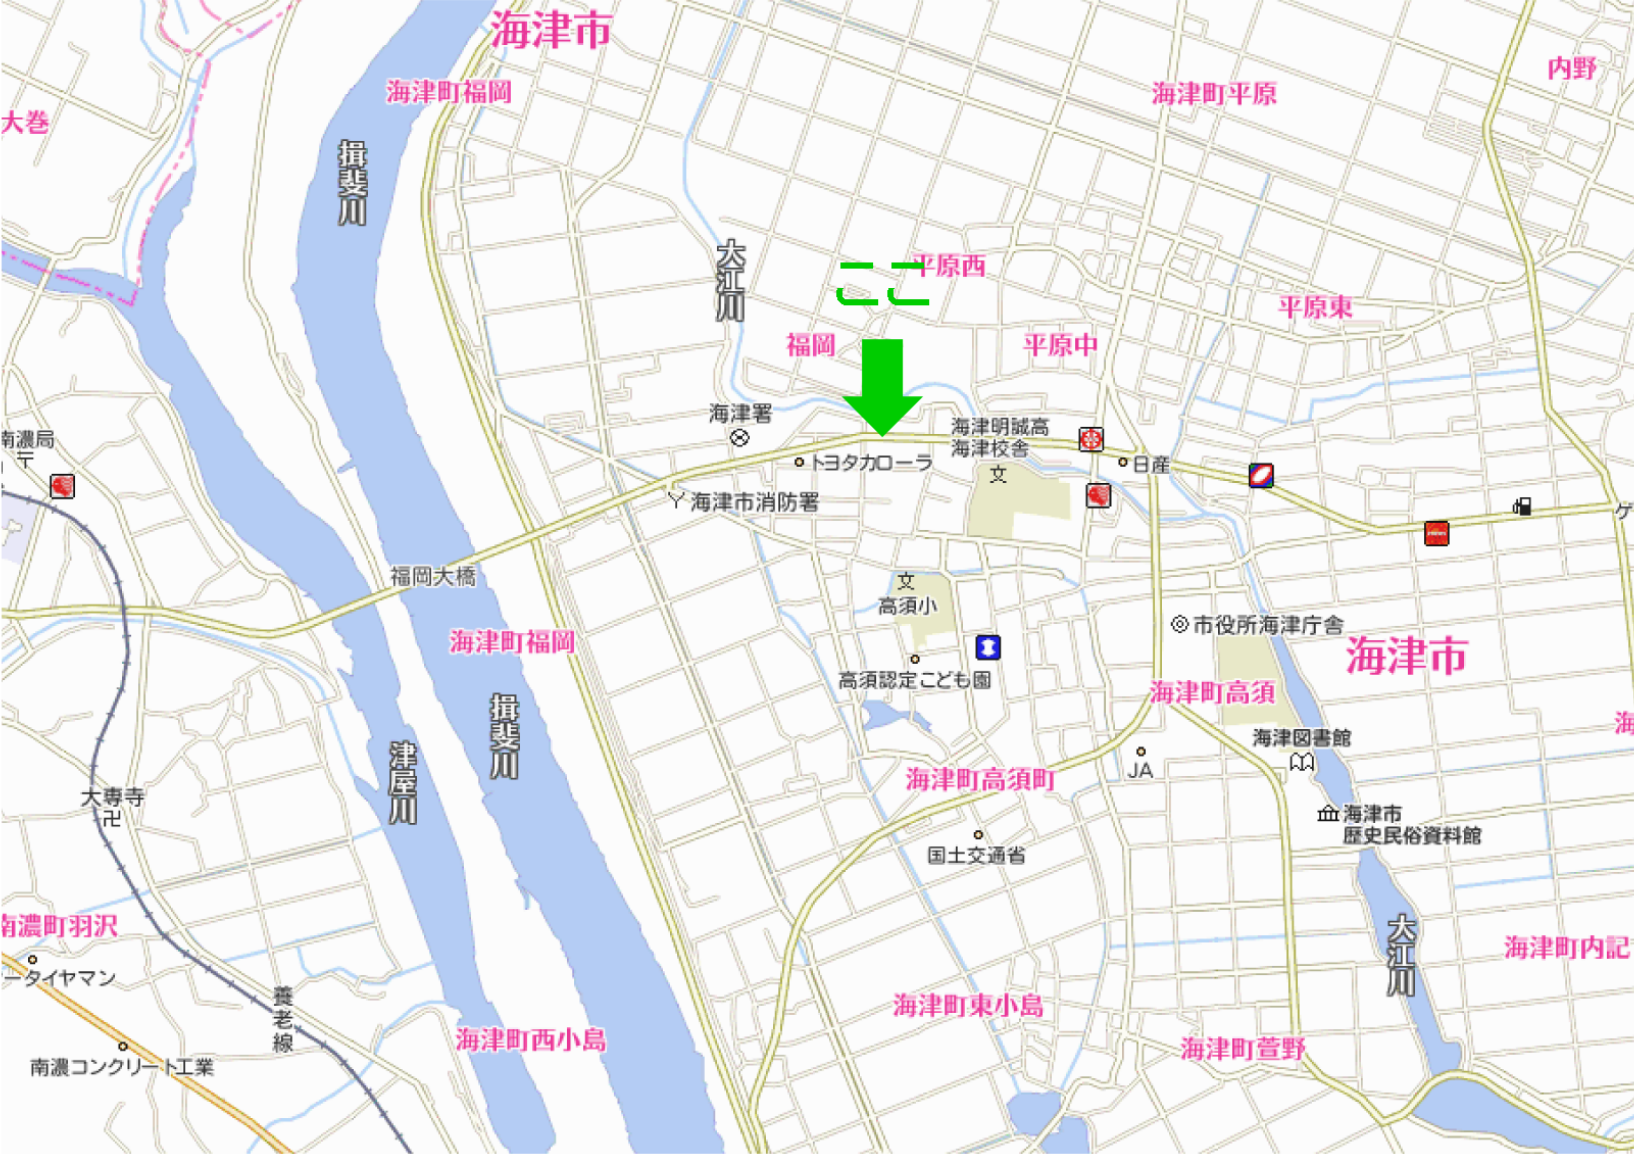 海津市
内野
海津町福岡
海津町平原
大巻
揖斐川
大江川
平原西
平原東
福岡
平原中
海津署
海津明誠高
海津校舎
南濃局
トヨタカローラ
日産
文
海津市消防署
ゲ
福岡大橋
文
高須小
市役所海津庁舎
海津町福岡
海津市
高須認定こども園
海津町高須
揖斐川
海
津屋川
海津図書館
海津町高須町
JA
大専寺
卍
海津市
歴史民俗資料館
国土交通省
南濃町羽沢
大江川
海津町内記
ータイヤマン
養老線
海津町東小島
海津町西小島
海津町萱野
南濃コンクリート工業